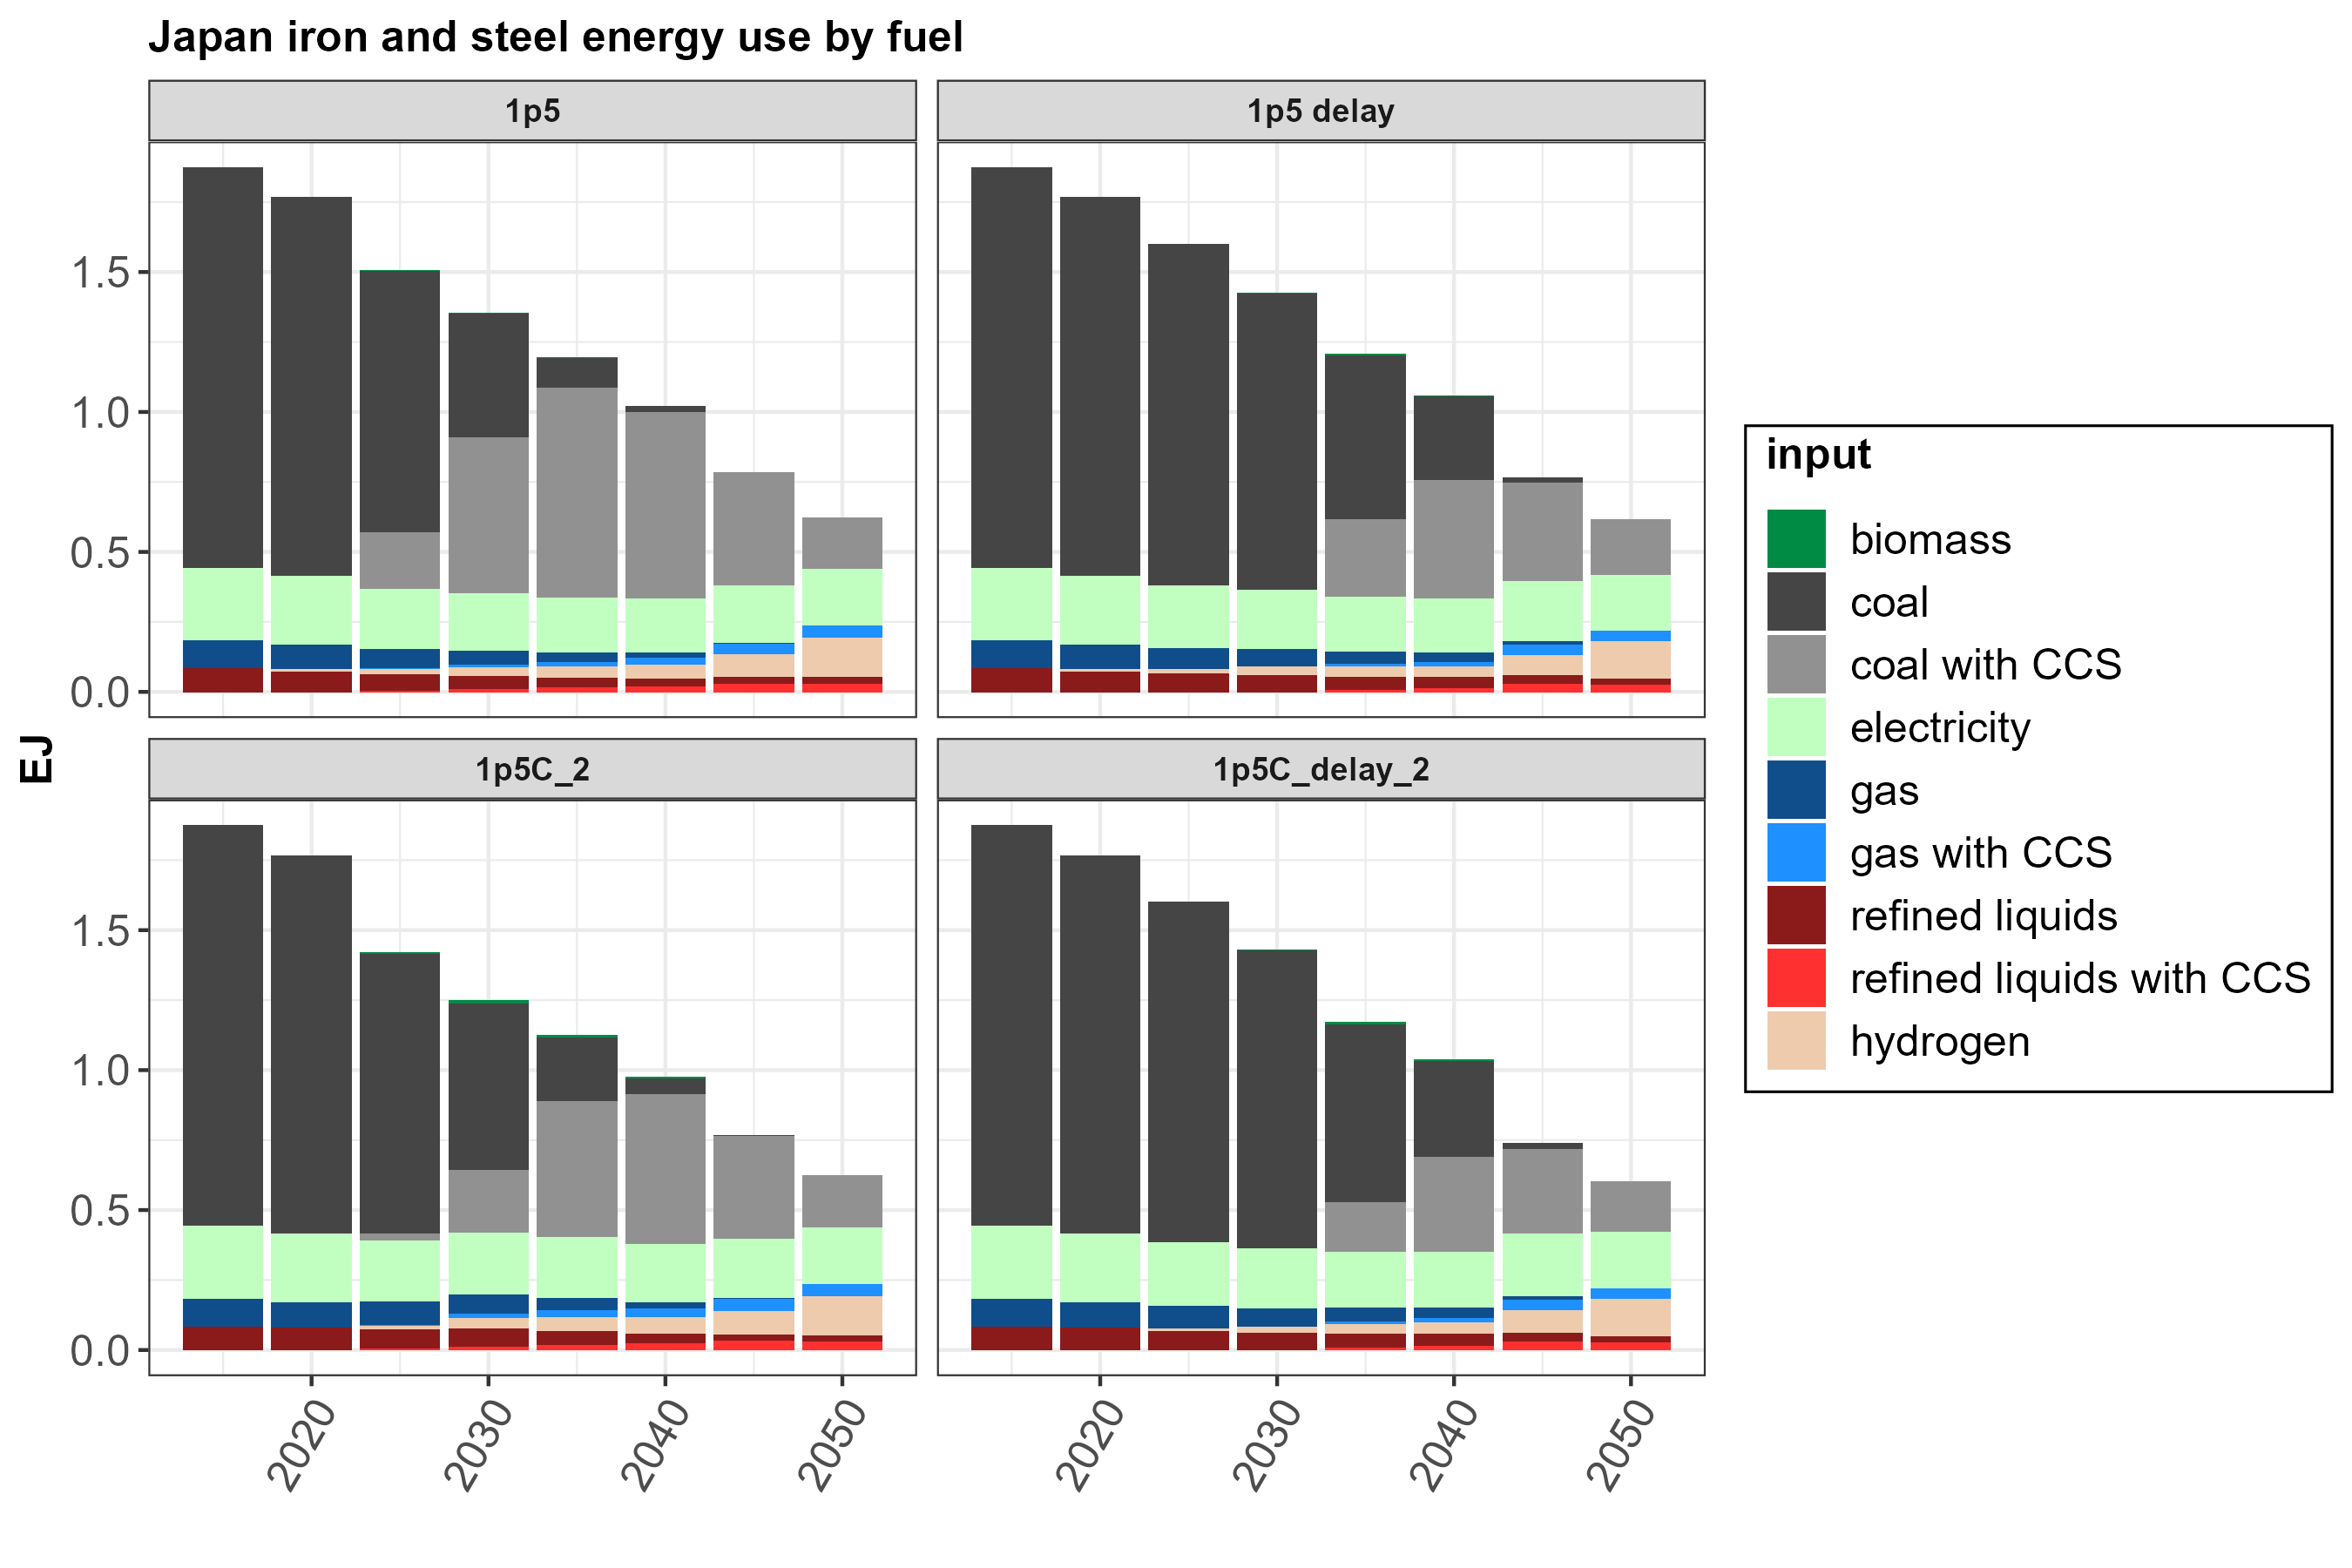 Japan iron and steel energy use by fuel
1p5
1p5 delay
1.5
1.0
0.5
0.0
EJ
1p5C_2
1p5C_delay_2
1.5
1.0
0.5
0.0
2020
2030
2040
2050
2020
2030
2040
2050
input
biomass
coal
coal with CCS
electricity
gas
gas with CCS
refined liquids
refined liquids with CCS
hydrogen